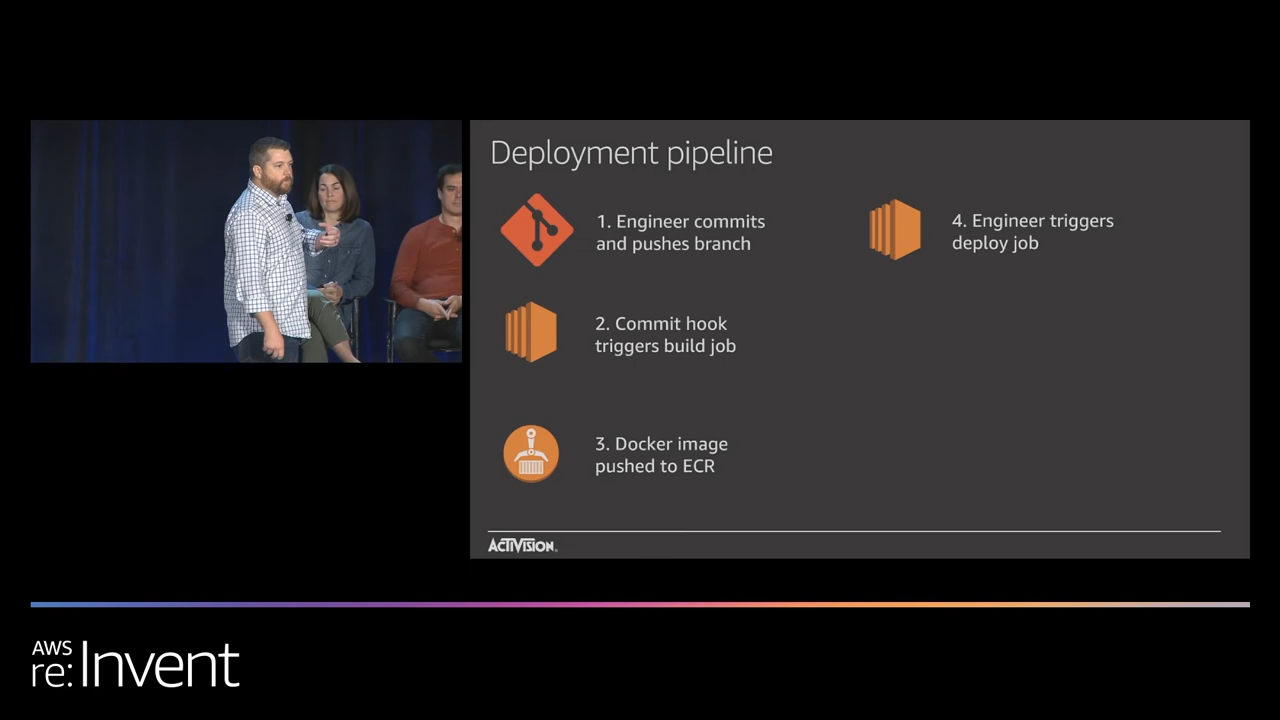 Deployment pipeline
1. Engineer commits
and pushes branch
2. Commit hook
triggers build job
3. Docker image
pushed to ECR
4. Engineer triggers
deploy job
ACTIVISION.
AWS
re:Invent